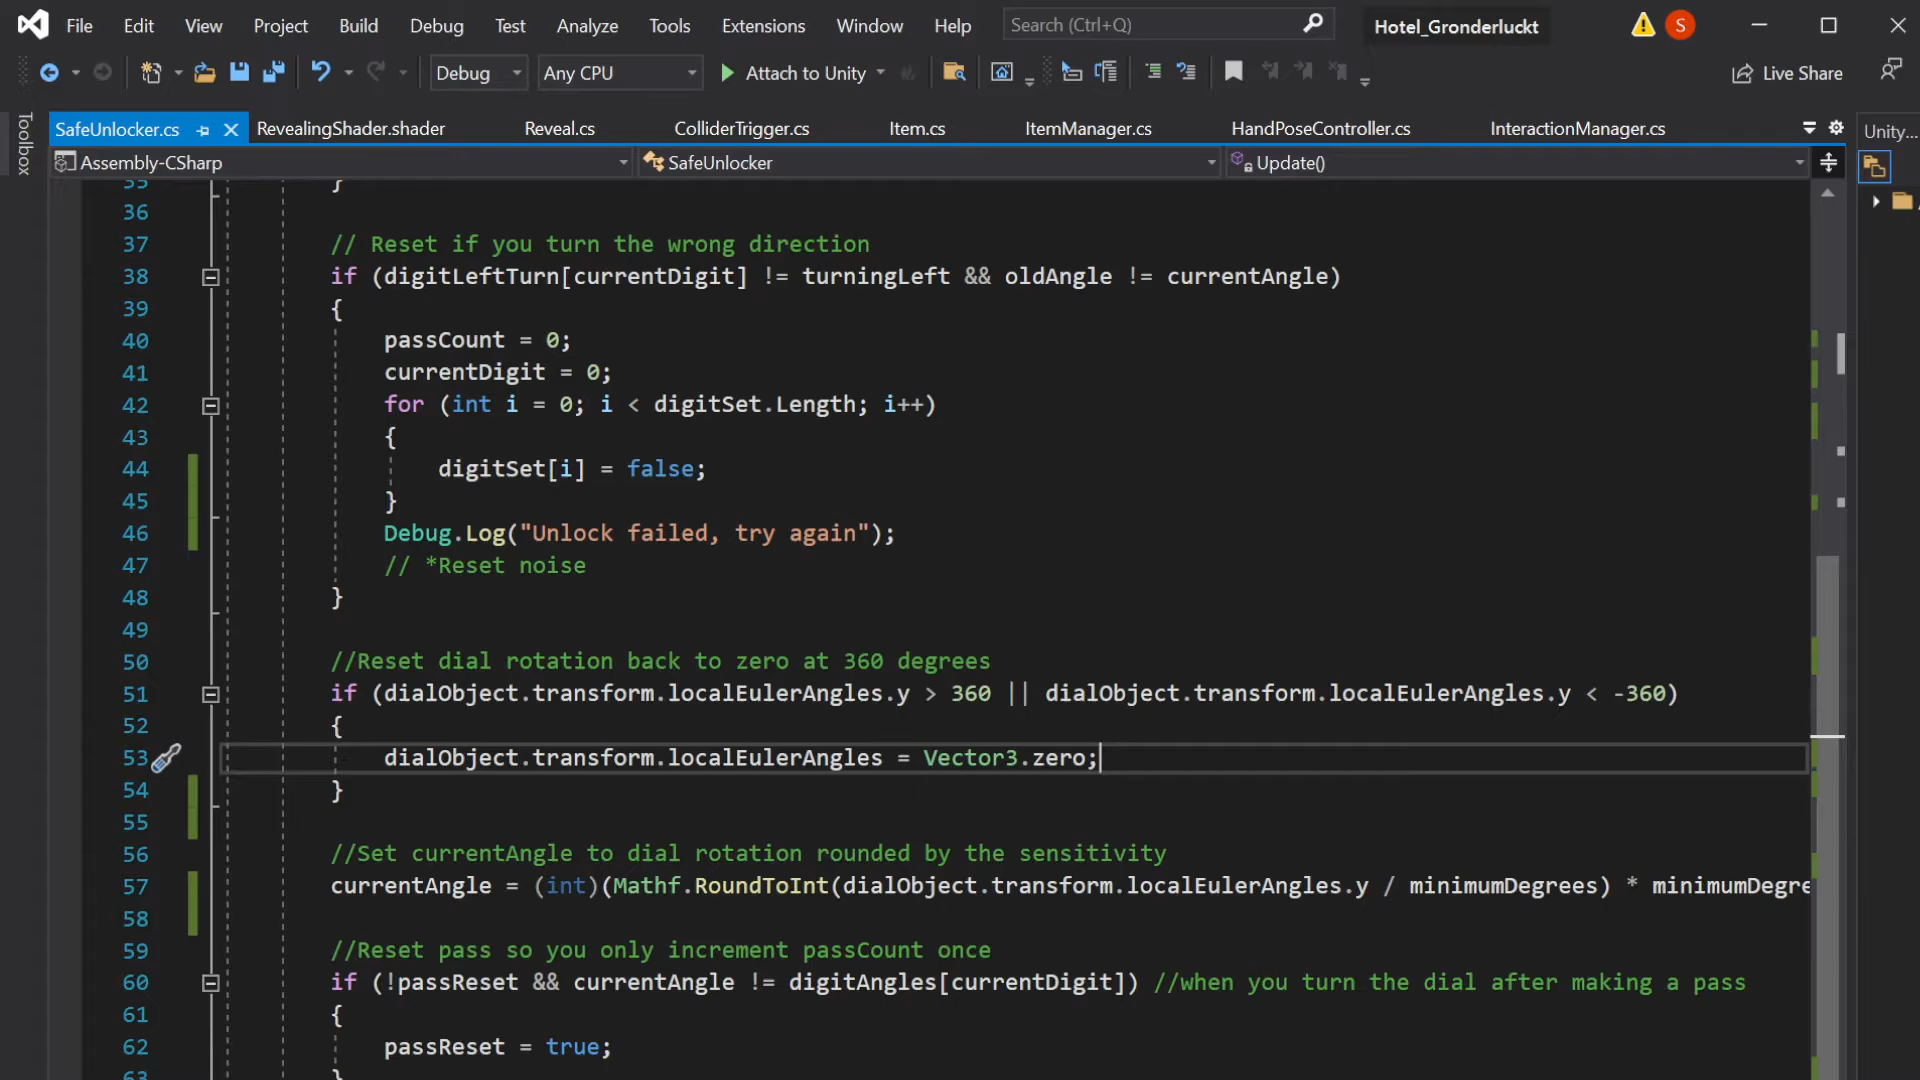 File Edit View Project Build Debug Test Analyze Tools Extensions Window Help Search (Ctrl+Q) Hotel_Gronderluckt S
Debug Any CPU Attach to Unity Live Share
Toolbox
SafeUnlocker.cs RevealingShader.shader Reveal.cs ColliderTrigger.cs Item.cs ItemManager.cs HandPoseController.cs InteractionManager.cs Unity...
Assembly-CSharp SafeUnlocker Update()
35 }
36
37 // Reset if you turn the wrong direction
38 if (digitLeftTurn[currentDigit] != turningLeft && oldAngle != currentAngle)
39 {
40 passCount = 0;
41 currentDigit = 0;
42 for (int i = 0; i < digitSet.Length; i++)
43 {
44 digitSet[i] = false;
45 }
46 Debug.Log("Unlock failed, try again");
47 // *Reset noise
48 }
49
50 //Reset dial rotation back to zero at 360 degrees
51 if (dialObject.transform.localEulerAngles.y > 360 || dialObject.transform.localEulerAngles.y < -360)
52 {
53 dialObject.transform.localEulerAngles = Vector3.zero;
54 }
55
56 //Set currentAngle to dial rotation rounded by the sensitivity
57 currentAngle = (int)(Mathf.RoundToInt(dialObject.transform.localEulerAngles.y / minimumDegrees) * minimumDegre
58
59 //Reset pass so you only increment passCount once
60 if (!passReset && currentAngle != digitAngles[currentDigit]) //when you turn the dial after making a pass
61 {
62 passReset = true;
63 }